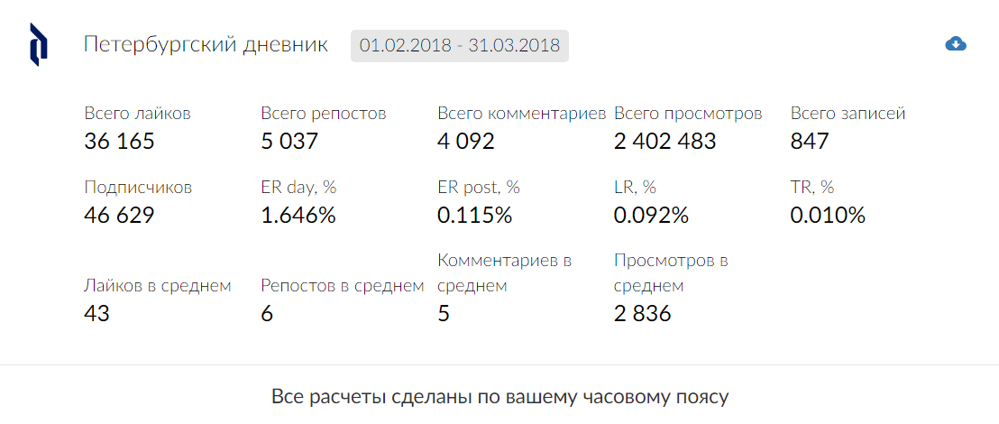 Петербургский дневник 01.02.2018 - 31.03.2018
Всего лайков Всего репостов Всего комментариев Всего просмотров Всего записей
36 165 5 037 4 092 2 402 483 847
Подписчиков ER day, % ER post, % LR, % TR, %
46 629 1.646% 0.115% 0.092% 0.010%
Лайков в среднем Репостов в среднем Комментариев в среднем Просмотров в среднем
43 6 5 2 836
Все расчеты сделаны по вашему часовому поясу